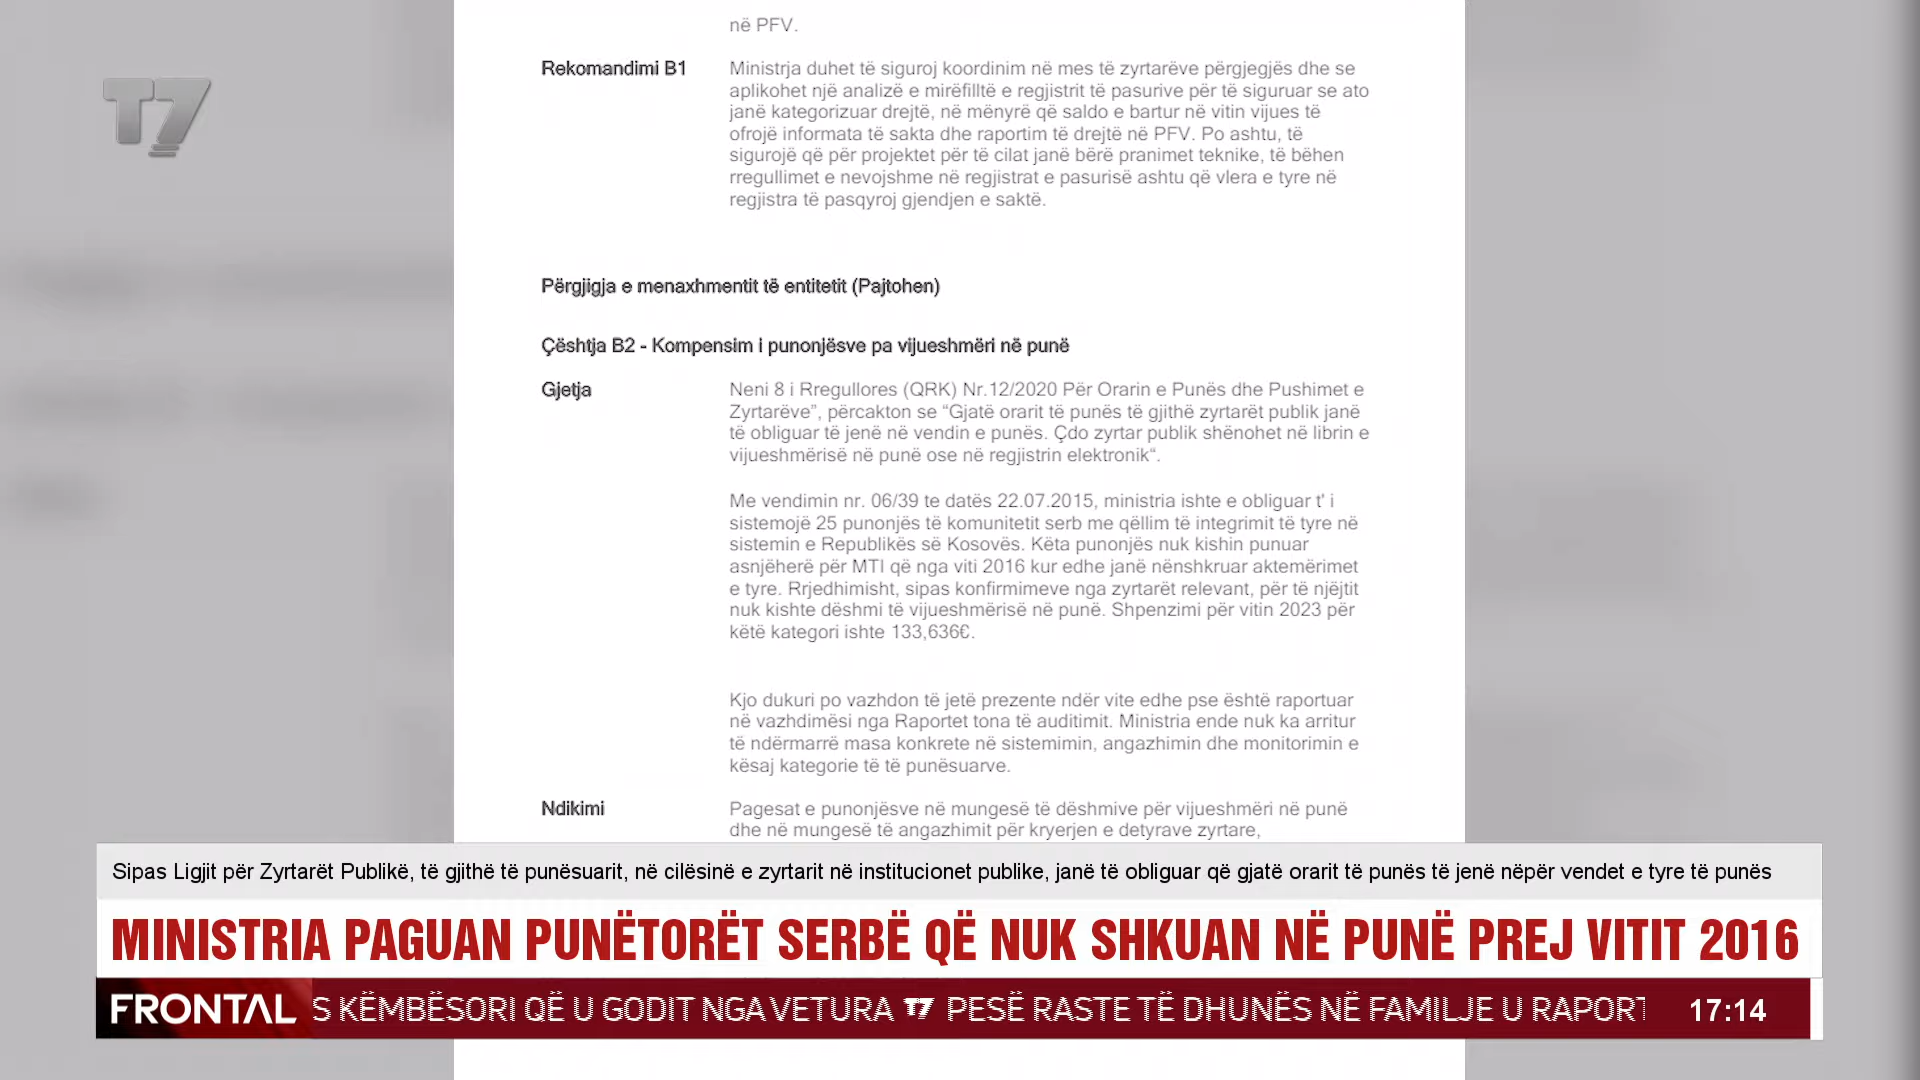 në PFV.
T7
Rekomandimi B1
Ministrja duhet të siguroj koordinim në mes të zyrtarëve përgjegjës dhe se
aplikohet një analizë e mirëfilltë e regjistrit të pasurive për të siguruar se ato
janë kategorizuar drejtë, në mënyrë që saldo e bartur në vitin vijues të
ofrojë informata të sakta dhe raportim të drejtë në PFV. Po ashtu, të
sigurojë që për projektet për të cilat janë bërë pranimet teknike, të bëhen
rregullimet e nevojshme në regjistrat e pasurisë ashtu që vlera e tyre në
regjistra të pasqyroj gjendjen e saktë.
Përgjigja e menaxhmentit të entitetit (Pajtohen)
Çështja B2 - Kompensim i punonjësve pa vijueshmëri në punë
Gjetja
Neni 8 i Rregullores (QRK) Nr.12/2020 Për Orarin e Punës dhe Pushimet e
Zyrtarëve”, përcakton se “Gjatë orarit të punës të gjithë zyrtarët publik janë
të obliguar të jenë në vendin e punës. Çdo zyrtar publik shënohet në librin e
vijueshmërisë në punë ose në regjistrin elektronik“.
Me vendimin nr. 06/39 te datës 22.07.2015, ministria ishte e obliguar t' i
sistemojë 25 punonjës të komunitetit serb me qëllim të integrimit të tyre në
sistemin e Republikës së Kosovës. Këta punonjës nuk kishin punuar
asnjëherë për MTI që nga viti 2016 kur edhe janë nënshkruar aktemërimet
e tyre. Rrjedhimisht, sipas konfirmimeve nga zyrtarët relevant, për të njëjtit
nuk kishte dëshmi të vijueshmërisë në punë. Shpenzimi për vitin 2023 për
këtë kategori ishte 133,636€.
Kjo dukuri po vazhdon të jetë prezente ndër vite edhe pse është raportuar
në vazhdimësi nga Raportet tona të auditimit. Ministria ende nuk ka arritur
të ndërmarrë masa konkrete në sistemimin, angazhimin dhe monitorimin e
kësaj kategorie të të punësuarve.
Ndikimi
Pagesat e punonjësve në mungesë të dëshmive për vijueshmëri në punë
dhe në mungesë të angazhimit për kryerjen e detyrave zyrtare,
Sipas Ligjit për Zyrtarët Publikë, të gjithë të punësuarit, në cilësinë e zyrtarit në institucionet publike, janë të obliguar që gjatë orarit të punës të jenë nëpër vendet e tyre të punës
MINISTRIA PAGUAN PUNËTORËT SERBË QË NUK SHKUAN NË PUNË PREJ VITIT 2016
FRONTAL S KËMBËSORI QË U GODIT NGA VETURA T7 PESË RASTE TË DHUNËS NË FAMILJE U RAPORT 17:14